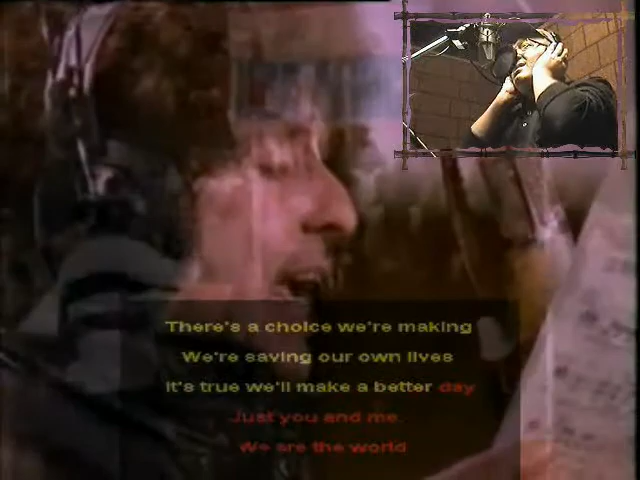 There's a choice we're making
We're saving our own lives
It's true we'll make a better day
Just you and me
We are the world